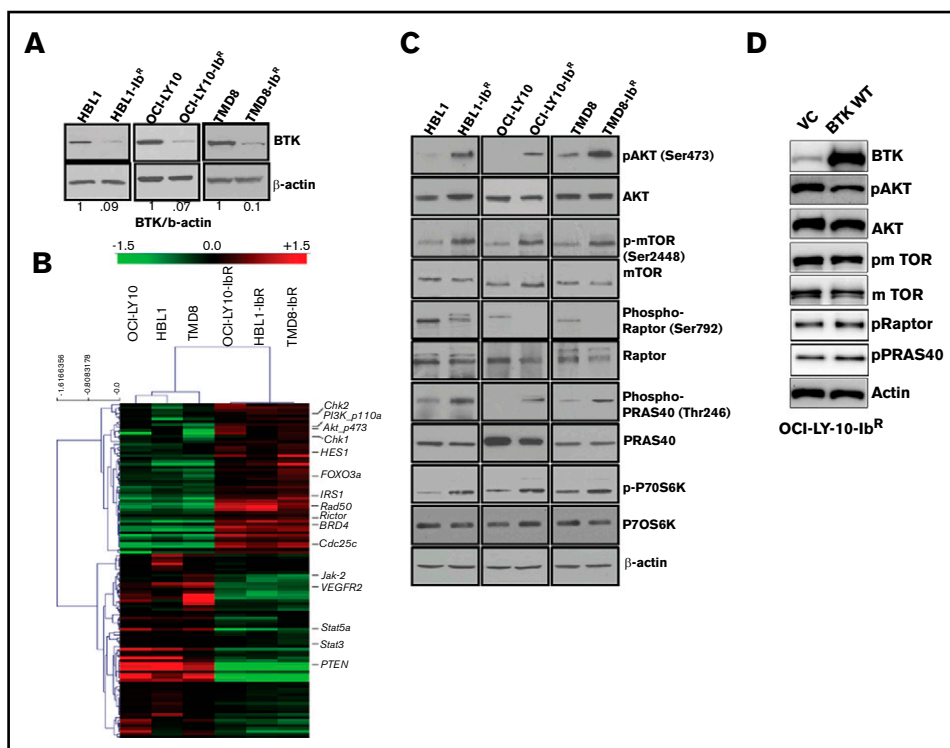 A
HBL1
HBL1-Ib^R
OCI-LY10
OCI-LY10-Ib^R
TMD8
TMD8-Ib^R
BTK
β-actin
1 .09 1 .07 1 0.1
BTK/b-actin
B
-1.5 0.0 +1.5
OCI-LY10
HBL1
TMD8
OCI-LY10-IbR
HBL1-IbR
TMD8-IbR
-1.6166356
-0.8083178
-0.0
Chk2
PI3K_p110a
Akt_p473
Chk1
HES1
FOXO3a
IRS1
Rad50
Rictor
BRD4
Cdc25c
Jak-2
VEGFR2
Stat5a
Stat3
PTEN
C
HBL1
HBL1-Ib^R
OCI-LY10
OCI-LY10-Ib^R
TMD8
TMD8-Ib^R
pAKT (Ser473)
AKT
p-mTOR
(Ser2448)
mTOR
Phospho-
Raptor (Ser792)
Raptor
Phospho-
PRAS40 (Thr246)
PRAS40
p-P70S6K
P7OS6K
β-actin
D
VC
BTK WT
BTK
pAKT
AKT
pm TOR
m TOR
pRaptor
pPRAS40
Actin
OCI-LY-10-Ib^R